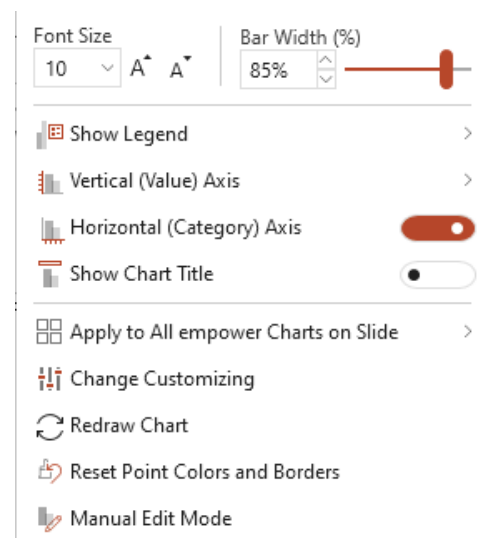 Font Size
Bar Width (%)
10
A
A
85%
Show Legend
Vertical (Value) Axis
Horizontal (Category) Axis
Show Chart Title
Apply to All empower Charts on Slide
Change Customizing
Redraw Chart
Reset Point Colors and Borders
Manual Edit Mode